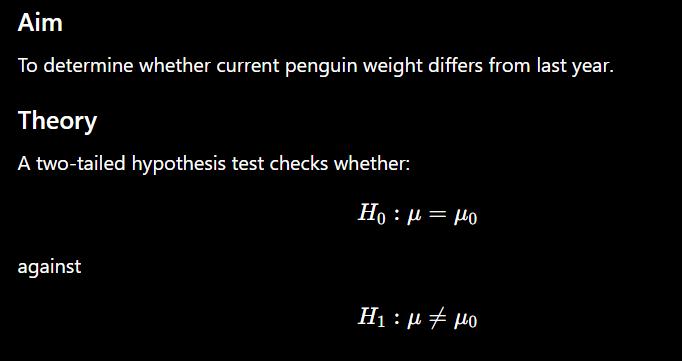 Aim
To determine whether current penguin weight differs from last year.
Theory
A two-tailed hypothesis test checks whether:
H₀ : μ = μ₀
against
H₁ : μ ≠ μ₀